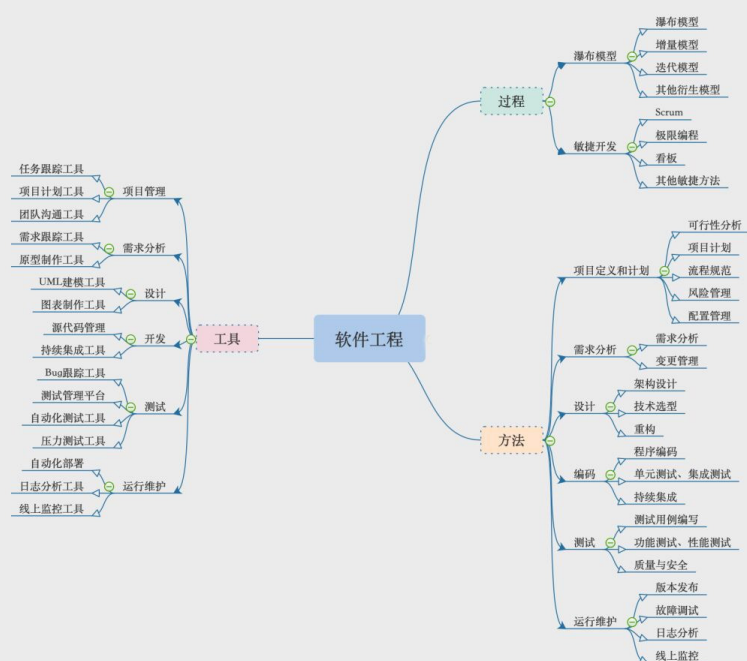 软件工程
过程
瀑布模型
瀑布模型
增量模型
迭代模型
其他衍生模型
敏捷开发
Scrum
极限编程
看板
其他敏捷方法
方法
项目定义和计划
可行性分析
项目计划
流程规范
风险管理
配置管理
需求分析
需求分析
变更管理
设计
架构设计
技术选型
重构
编码
程序编码
单元测试、集成测试
持续集成
测试
测试用例编写
功能测试、性能测试
质量与安全
运行维护
版本发布
故障调试
日志分析
线上监控
工具
项目管理
任务跟踪工具
项目计划工具
团队沟通工具
需求分析
需求跟踪工具
原型制作工具
设计
UML建模工具
图表制作工具
开发
源代码管理
持续集成工具
测试
Bug跟踪工具
测试管理平台
自动化测试工具
压力测试工具
运行维护
自动化部署
日志分析工具
线上监控工具